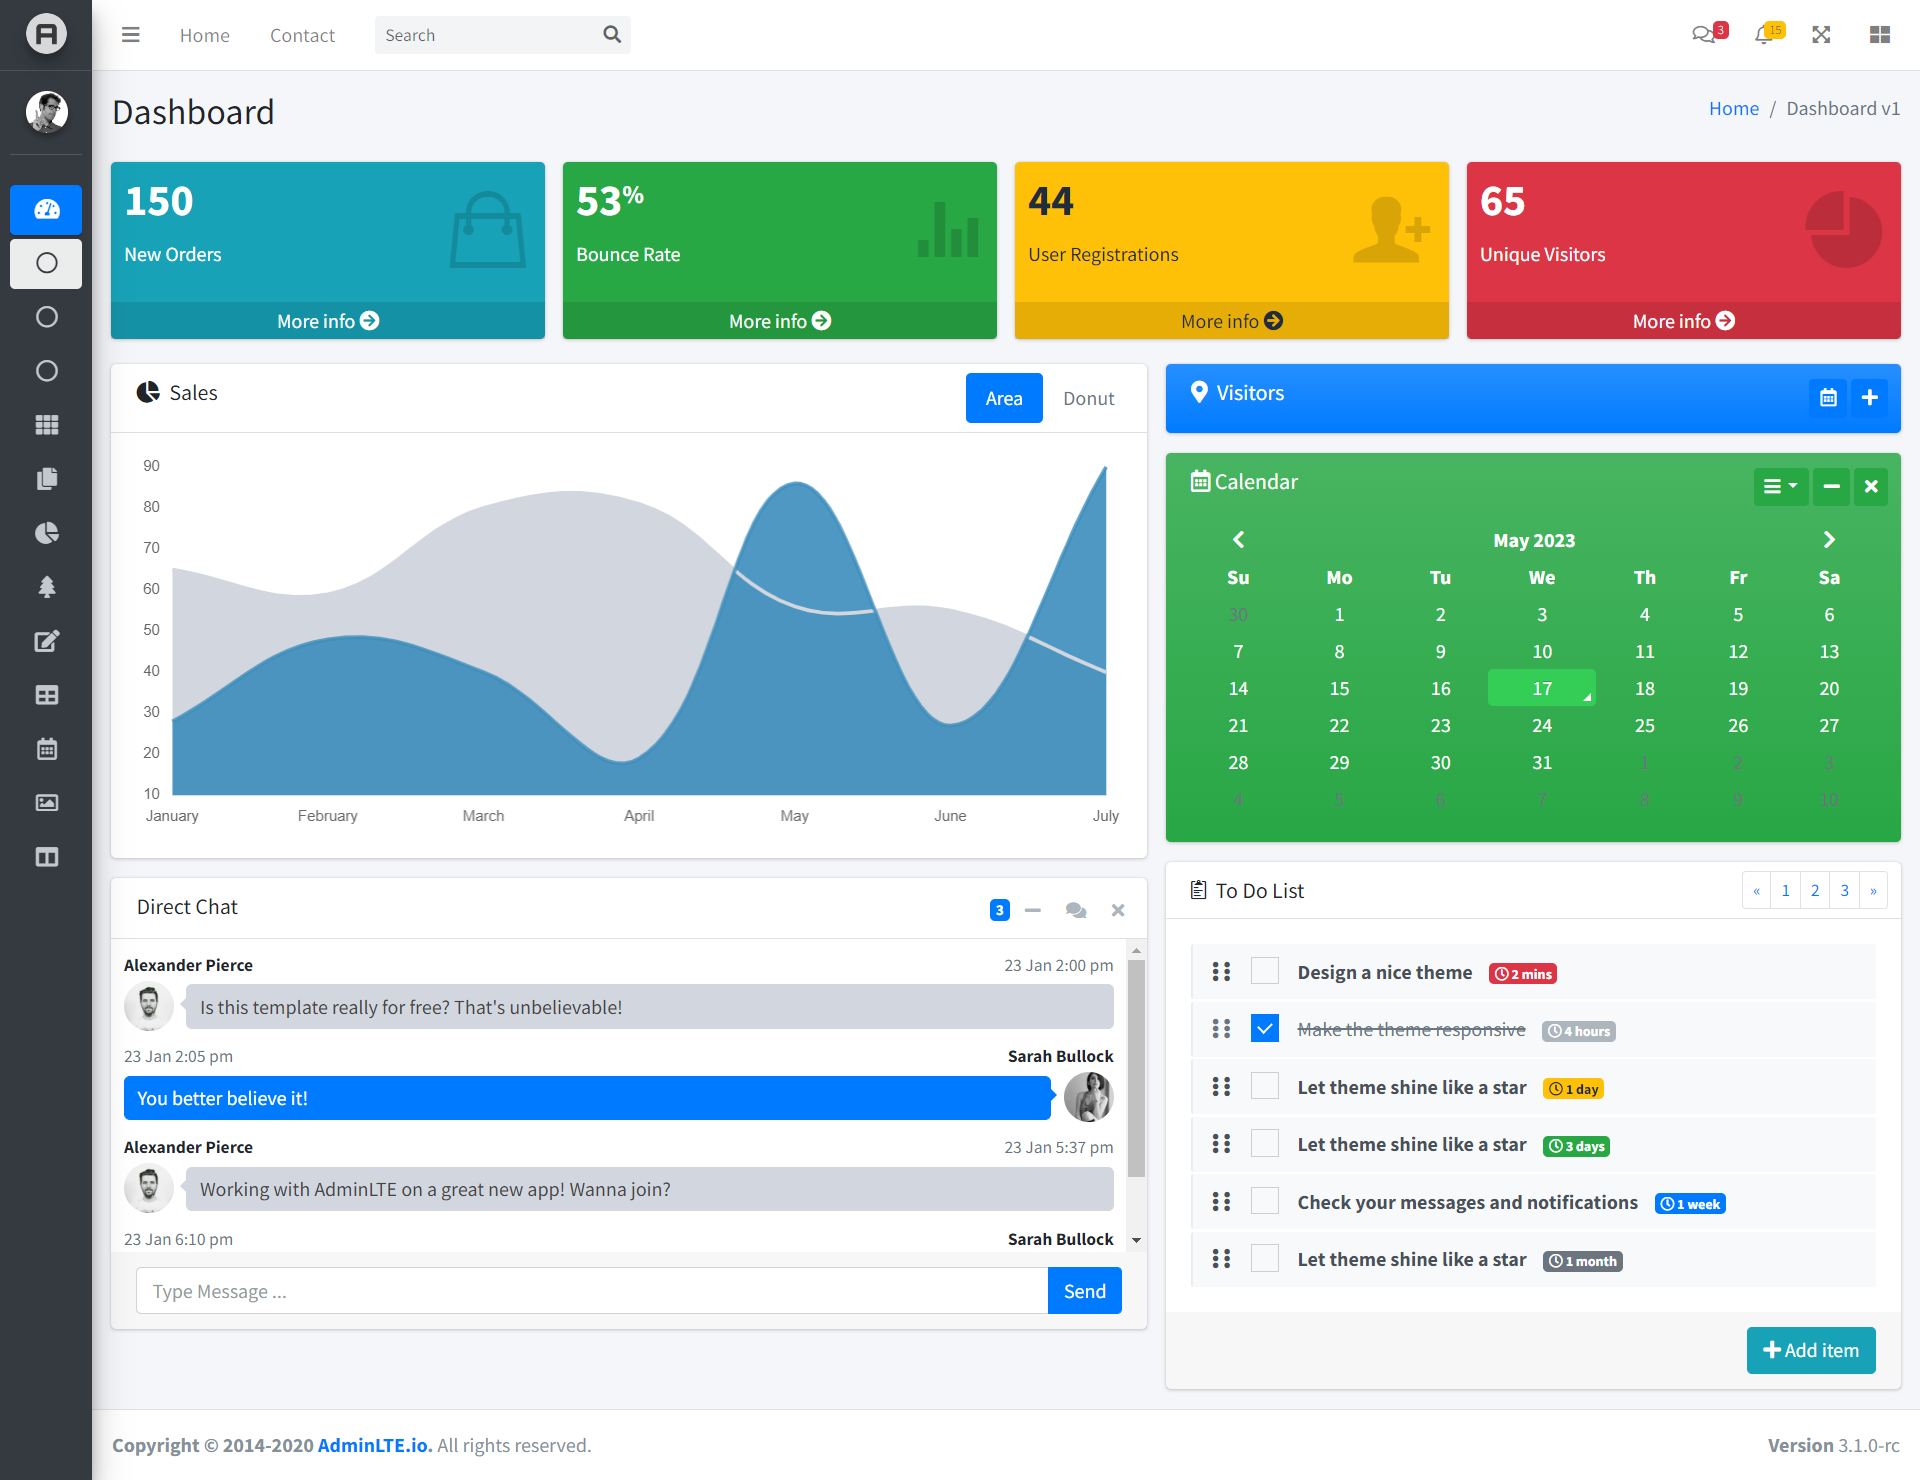 Home Contact Search 3 15
Dashboard
Home / Dashboard v1
150
New Orders
More info
53%
Bounce Rate
More info
44
User Registrations
More info
65
Unique Visitors
More info
Sales
Area Donut
90
80
70
60
50
40
30
20
10
January February March April May June July
Direct Chat 3
Alexander Pierce 23 Jan 2:00 pm
Is this template really for free? That's unbelievable!
23 Jan 2:05 pm Sarah Bullock
You better believe it!
Alexander Pierce 23 Jan 5:37 pm
Working with AdminLTE on a great new app! Wanna join?
23 Jan 6:10 pm Sarah Bullock
Type Message ... Send
Visitors
Calendar
May 2023
Su Mo Tu We Th Fr Sa
30 1 2 3 4 5 6
7 8 9 10 11 12 13
14 15 16 17 18 19 20
21 22 23 24 25 26 27
28 29 30 31 1 2 3
4 5 6 7 8 9 10
To Do List « 1 2 3 »
Design a nice theme 2 mins
Make the theme responsive 4 hours
Let theme shine like a star 1 day
Let theme shine like a star 3 days
Check your messages and notifications 1 week
Let theme shine like a star 1 month
Add item
Copyright © 2014-2020 AdminLTE.io. All rights reserved.
Version 3.1.0-rc